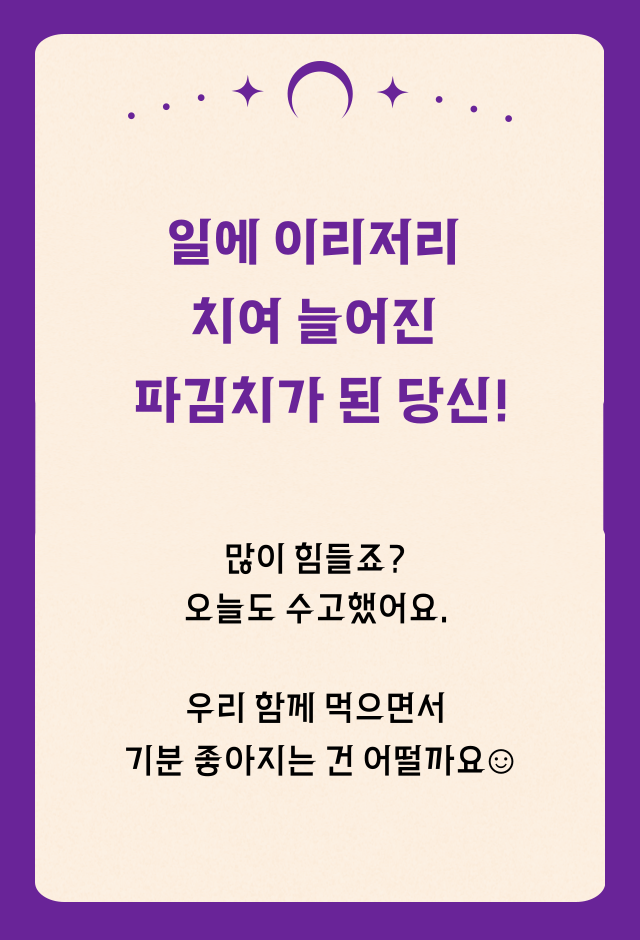 일에 이리저리
치여 늘어진
파김치가 된 당신!
많이 힘들죠?
오늘도 수고했어요.
우리 함께 먹으면서
기분 좋아지는 건 어떨까요☺